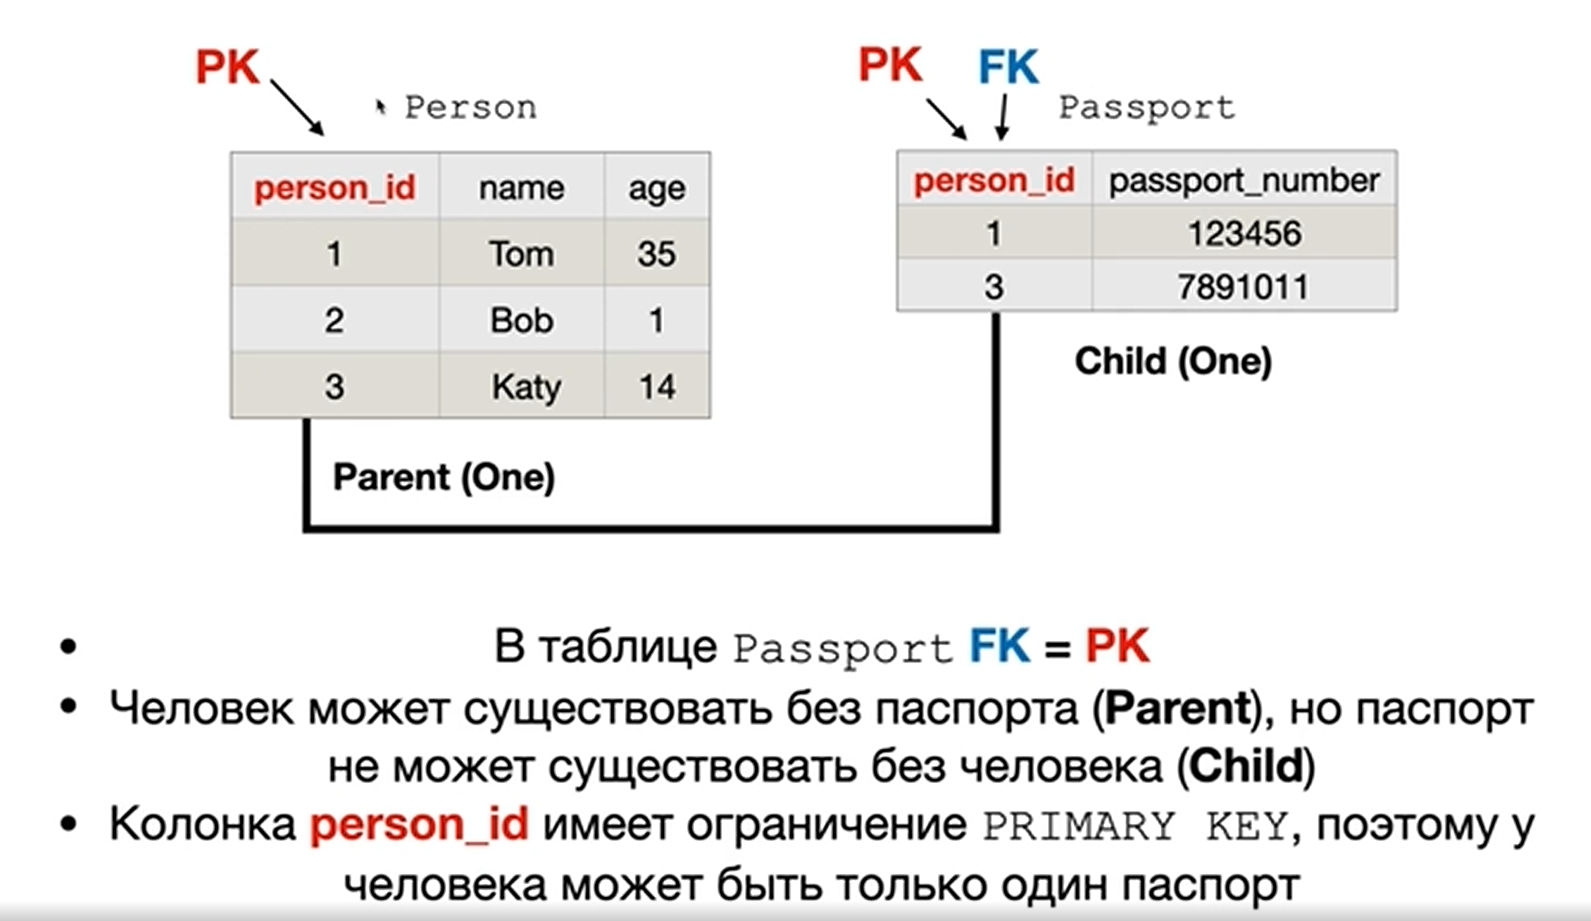 PK
Person
person_id name age
1 Tom 35
2 Bob 1
3 Katy 14
Parent (One)
PK FK
Passport
person_id passport_number
1 123456
3 7891011
Child (One)
• В таблице Passport FK = PK
• Человек может существовать без паспорта (Parent), но паспорт
не может существовать без человека (Child)
• Колонка person_id имеет ограничение PRIMARY KEY, поэтому у
человека может быть только один паспорт